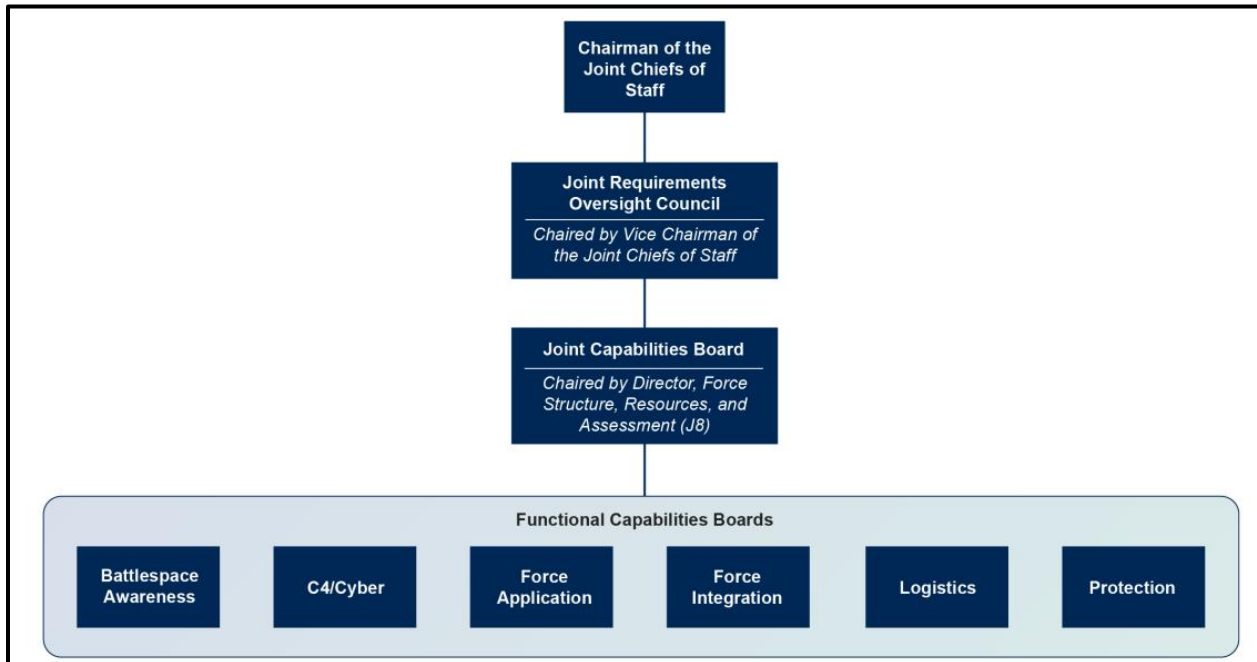 Chairman of the
Joint Chiefs of
Staff
Joint Requirements
Oversight Council
Chaired by Vice Chairman of
the Joint Chiefs of Staff
Joint Capabilities Board
Chaired by Director, Force
Structure, Resources, and
Assessment (J8)
Functional Capabilities Boards
Battlespace
Awareness
C4/Cyber
Force
Application
Force
Integration
Logistics
Protection